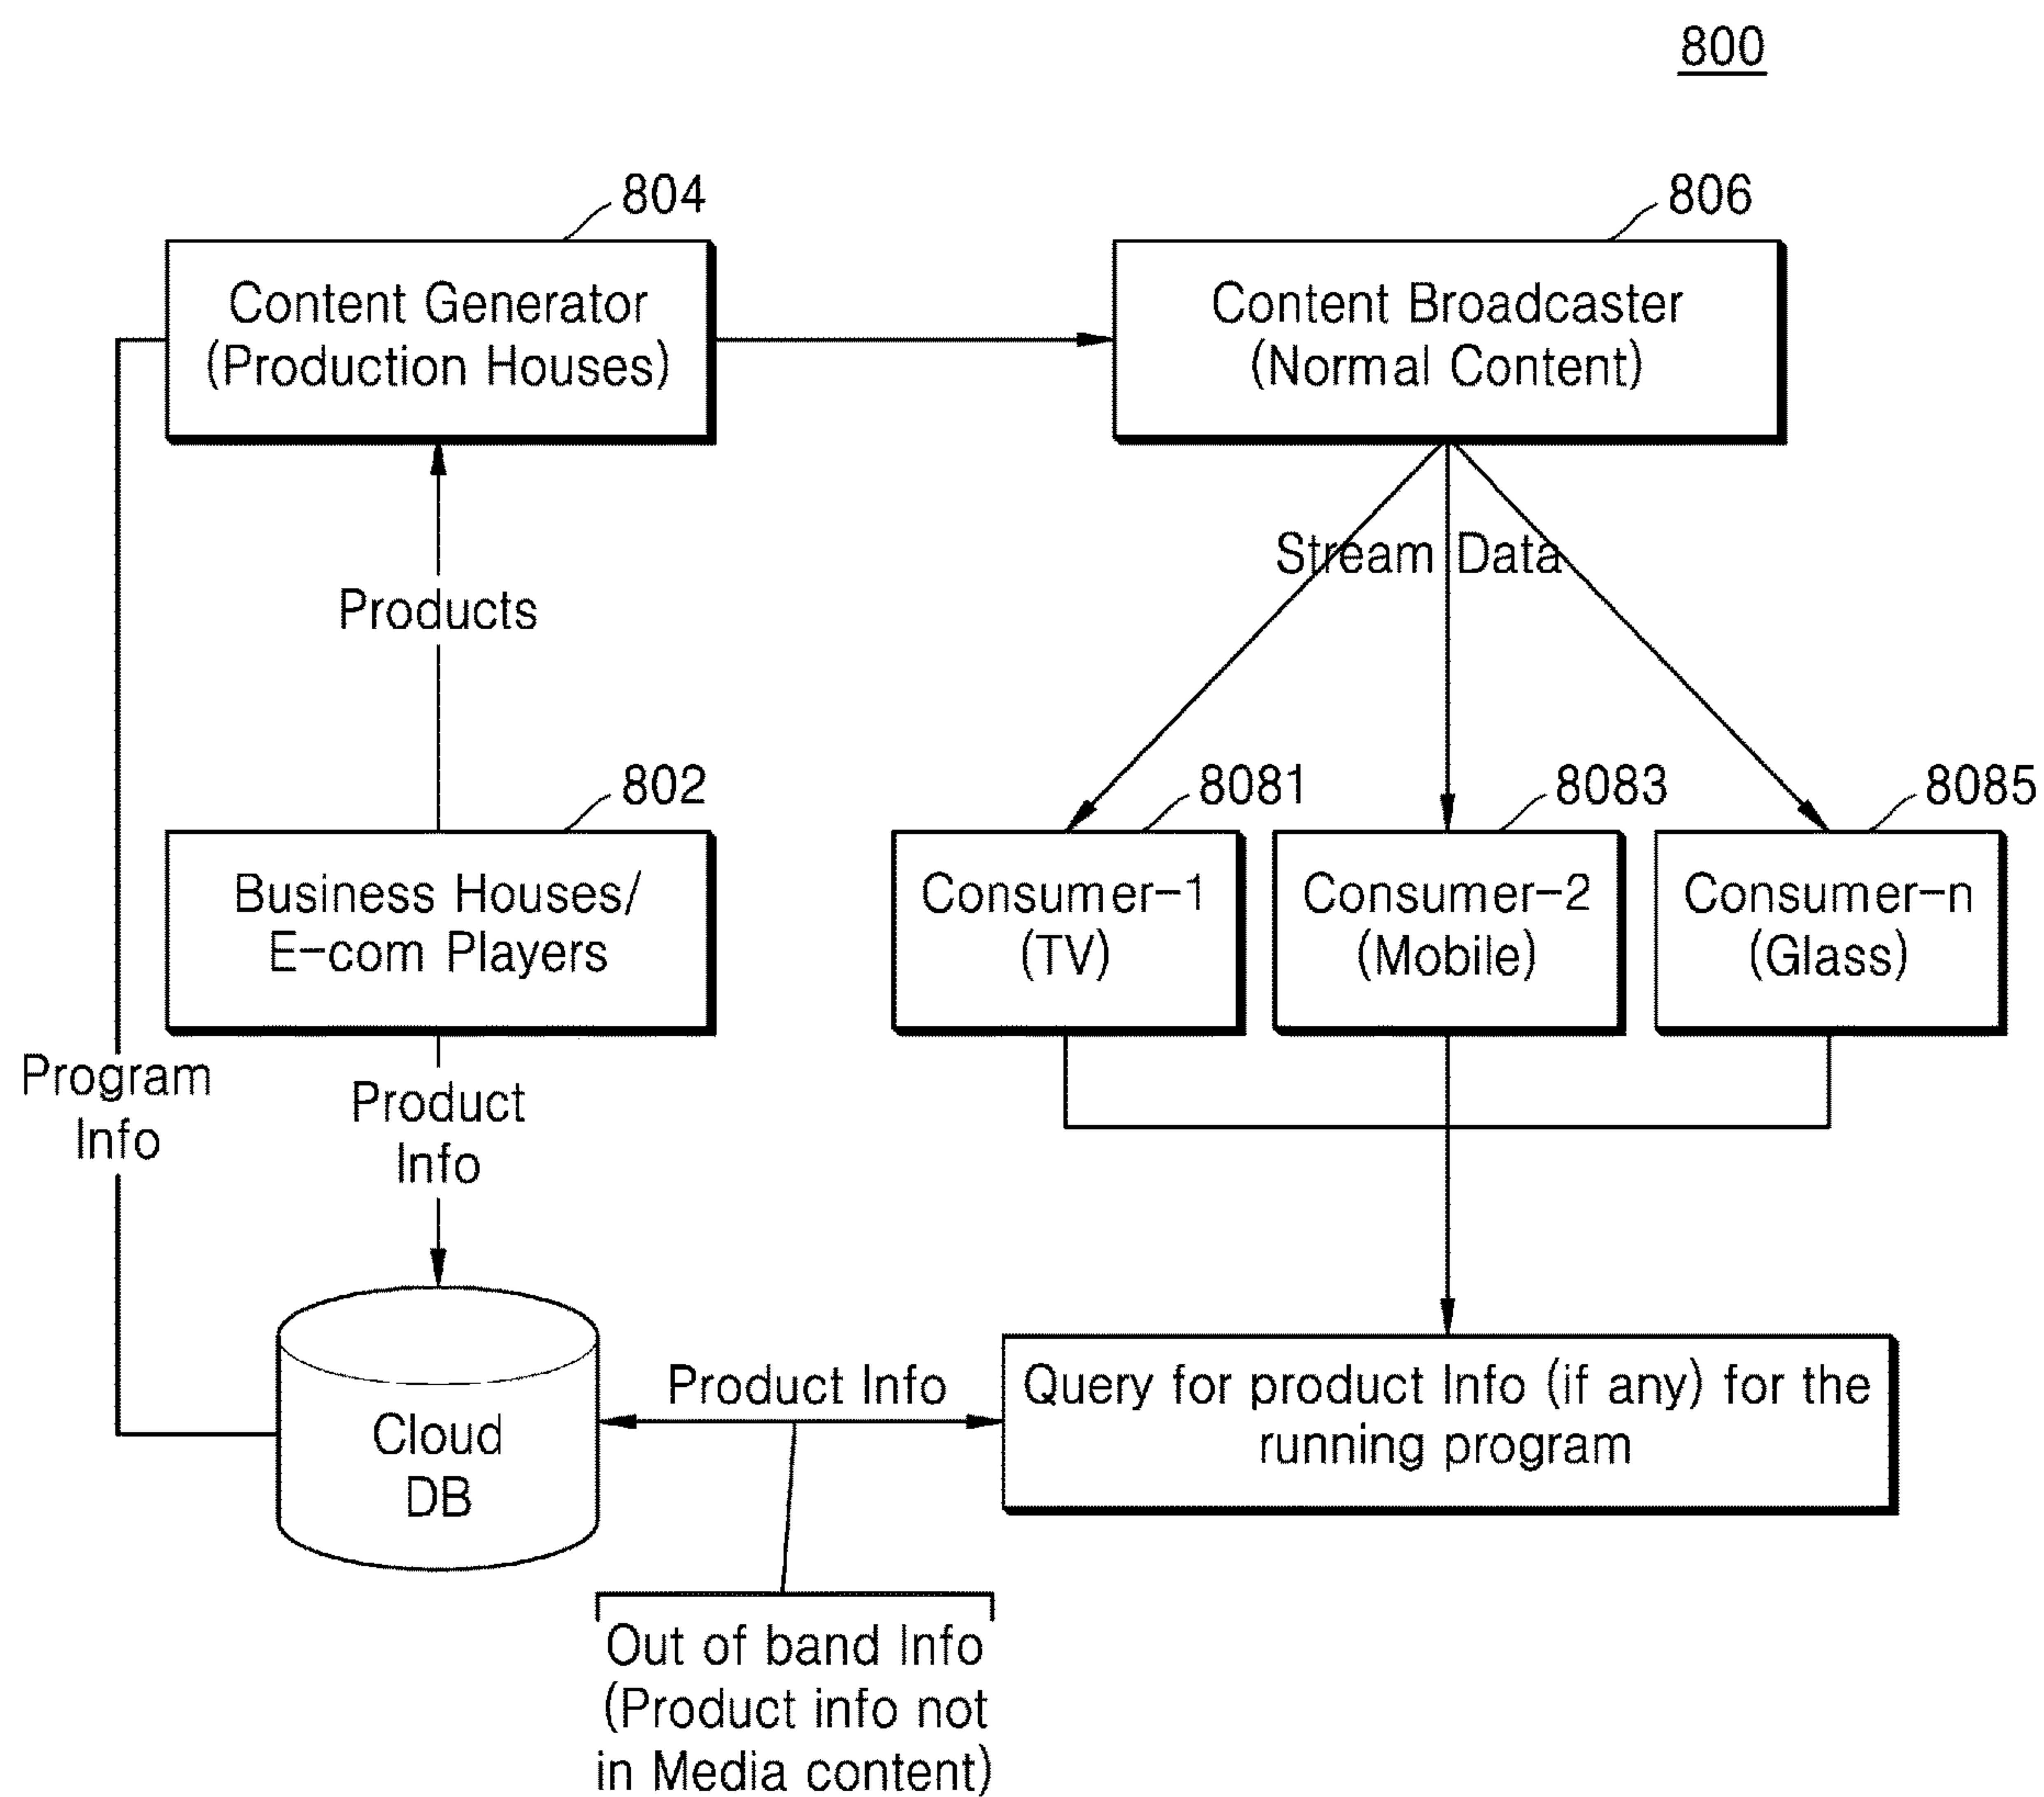 800
804
806
Content Generator
(Production Houses)
Content Broadcaster
(Normal Content)
Stream Data
Products
802
8081
8083
8085
Business Houses/
E-com Players
Consumer-1
(TV)
Consumer-2
(Mobile)
Consumer-n
(Glass)
Program
Info
Product
Info
Cloud
DB
Product Info
Query for product Info (if any) for the
running program
Out of band Info
(Product info not
in Media content)